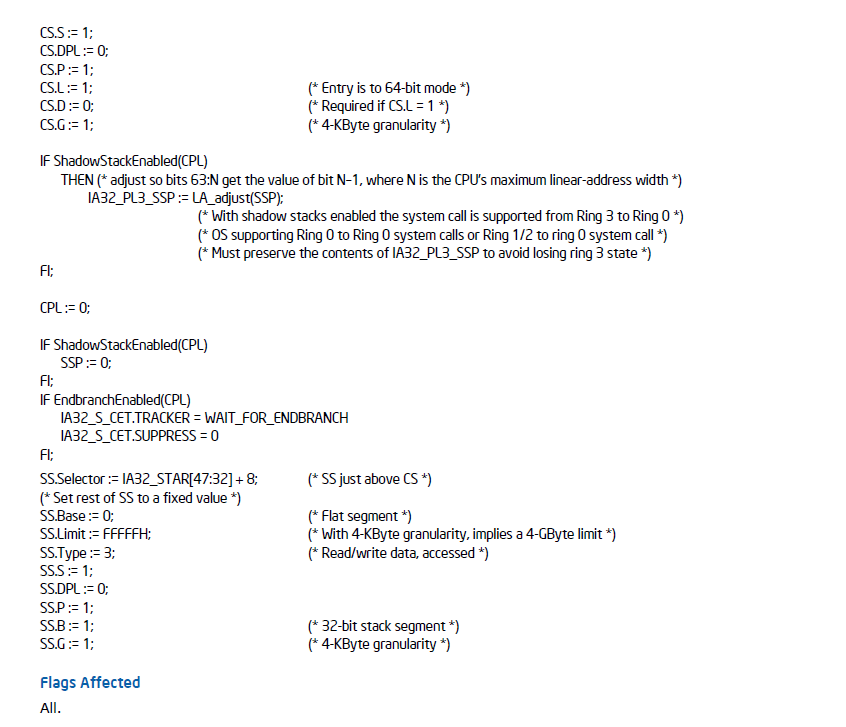 CS.S := 1;
CS.DPL := 0;
CS.P := 1;
CS.L := 1; (* Entry is to 64-bit mode *)
CS.D := 0; (* Required if CS.L = 1 *)
CS.G := 1; (* 4-KByte granularity *)
IF ShadowStackEnabled(CPL)
THEN (* adjust so bits 63:N get the value of bit N–1, where N is the CPU's maximum linear-address width *)
IA32_PL3_SSP := LA_adjust(SSP);
(* With shadow stacks enabled the system call is supported from Ring 3 to Ring 0 *)
(* OS supporting Ring 0 to Ring 0 system calls or Ring 1/2 to ring 0 system call *)
(* Must preserve the contents of IA32_PL3_SSP to avoid losing ring 3 state *)
FI;
CPL := 0;
IF ShadowStackEnabled(CPL)
SSP := 0;
FI;
IF EndbranchEnabled(CPL)
IA32_S_CET.TRACKER = WAIT_FOR_ENDBRANCH
IA32_S_CET.SUPPRESS = 0
FI;
SS.Selector := IA32_STAR[47:32] + 8; (* SS just above CS *)
(* Set rest of SS to a fixed value *)
SS.Base := 0; (* Flat segment *)
SS.Limit := FFFFFH; (* With 4-KByte granularity, implies a 4-GByte limit *)
SS.Type := 3; (* Read/write data, accessed *)
SS.S := 1;
SS.DPL := 0;
SS.P := 1;
SS.B := 1; (* 32-bit stack segment *)
SS.G := 1; (* 4-KByte granularity *)
Flags Affected
All.